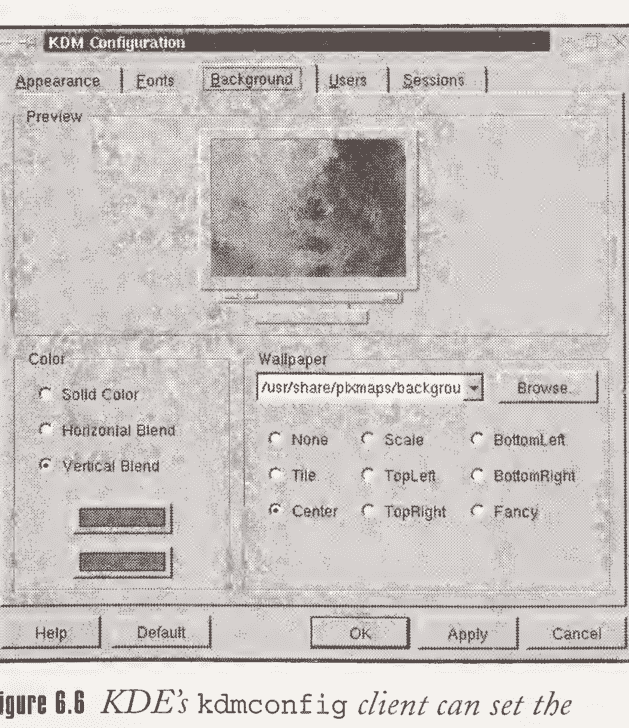 KDM Configuration
Appearance Fonts Background Users Sessions
Preview
Color
Solid Color
Horizontal Blend
Vertical Blend
Wallpaper
/usr/share/pixmaps/backgrou Browse...
None Scale BottomLeft
Tile TopLeft BottomRight
Center TopRight Fancy
Help Default OK Apply Cancel
igure 6.6 KDE's kdmconfig client can set the